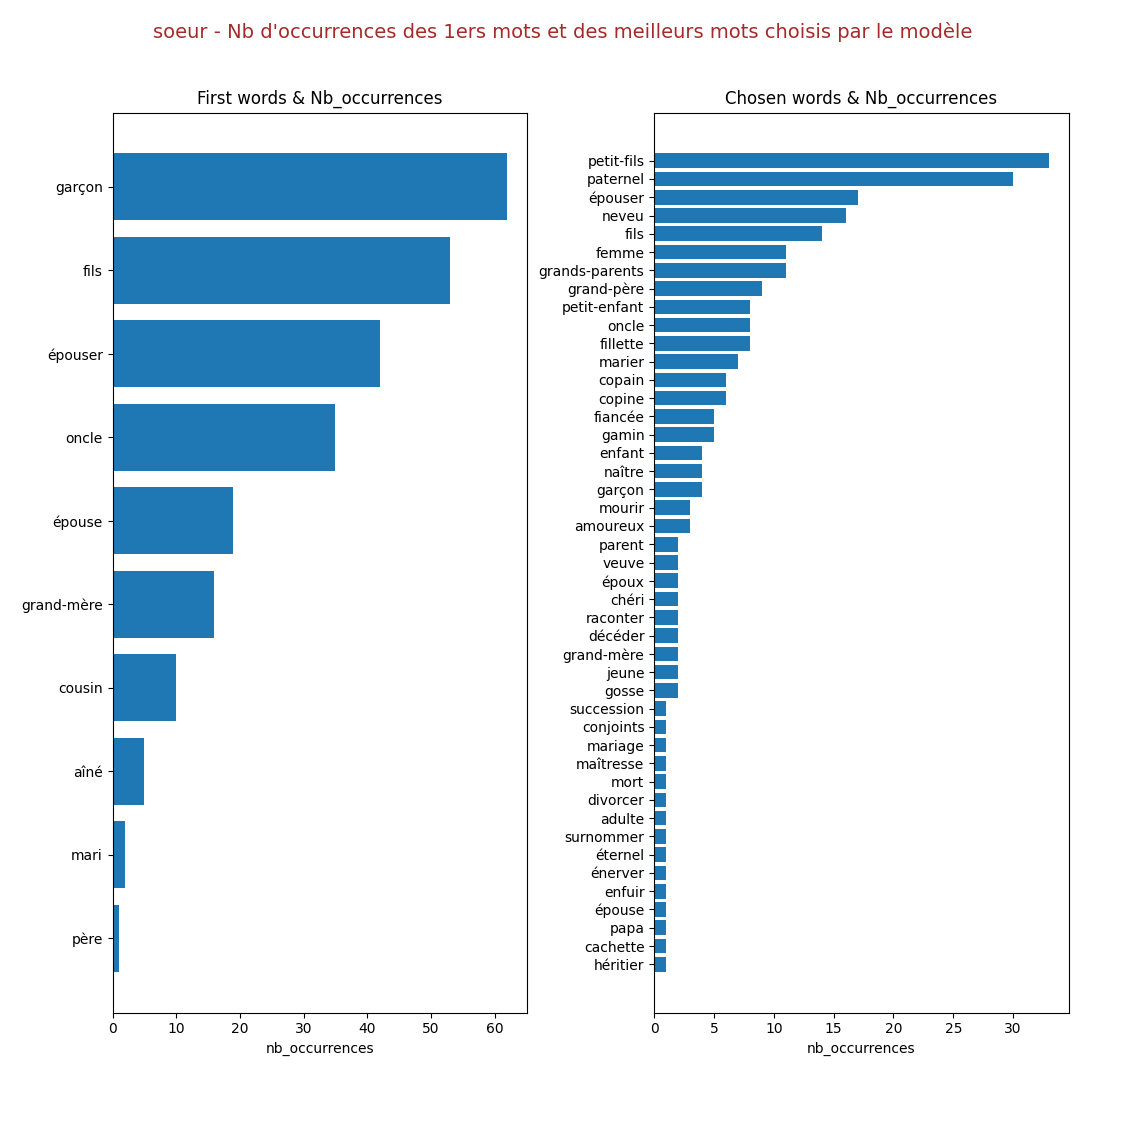 soeur - Nb d'occurrences des 1ers mots et des meilleurs mots choisis par le modèle
First words & Nb_occurrences
garçon
fils
épouser
oncle
épouse
grand-mère
cousin
aîné
mari
père
0 10 20 30 40 50 60
nb_occurrences
Chosen words & Nb_occurrences
petit-fils
paternel
épouser
neveu
fils
femme
grands-parents
grand-père
petit-enfant
oncle
fillette
marier
copain
copine
fiancée
gamin
enfant
naître
garçon
mourir
amoureux
parent
veuve
époux
chéri
raconter
décéder
grand-mère
jeune
gosse
succession
conjoints
mariage
maîtresse
mort
divorcer
adulte
surnommer
éternel
énerver
enfuir
épouse
papa
cachette
héritier
0 5 10 15 20 25 30
nb_occurrences